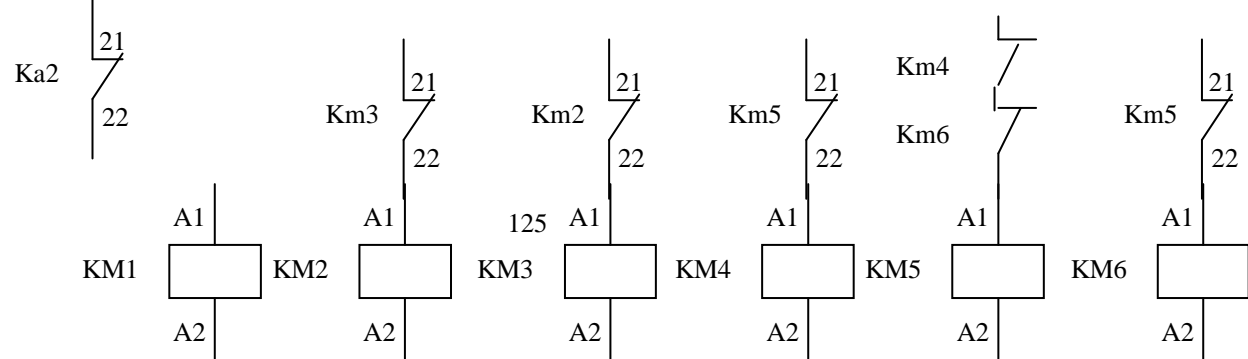 21
Ka2
22
Km4
21 21 21 21
Km3 Km2 Km5 Km6 Km5
22 22 22 22
A1 A1 125 A1 A1 A1 A1
KM1 KM2 KM3 KM4 KM5 KM6
A2 A2 A2 A2 A2 A2